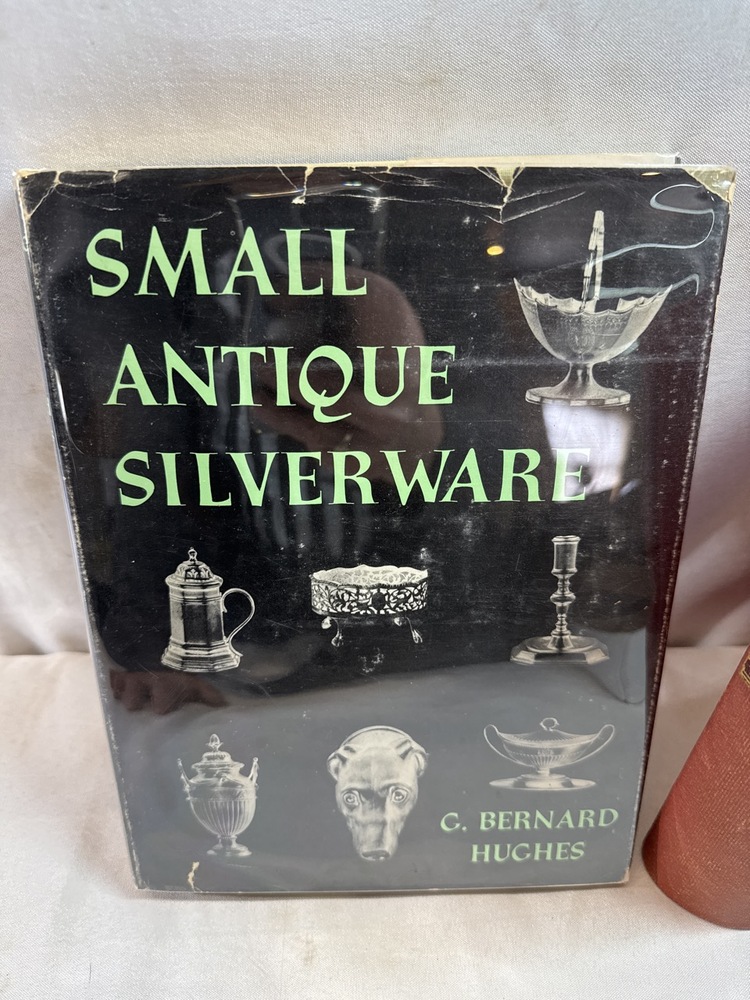 SMALL
ANTIQUE
SILVERWARE
G. BERNARD
HUGHES